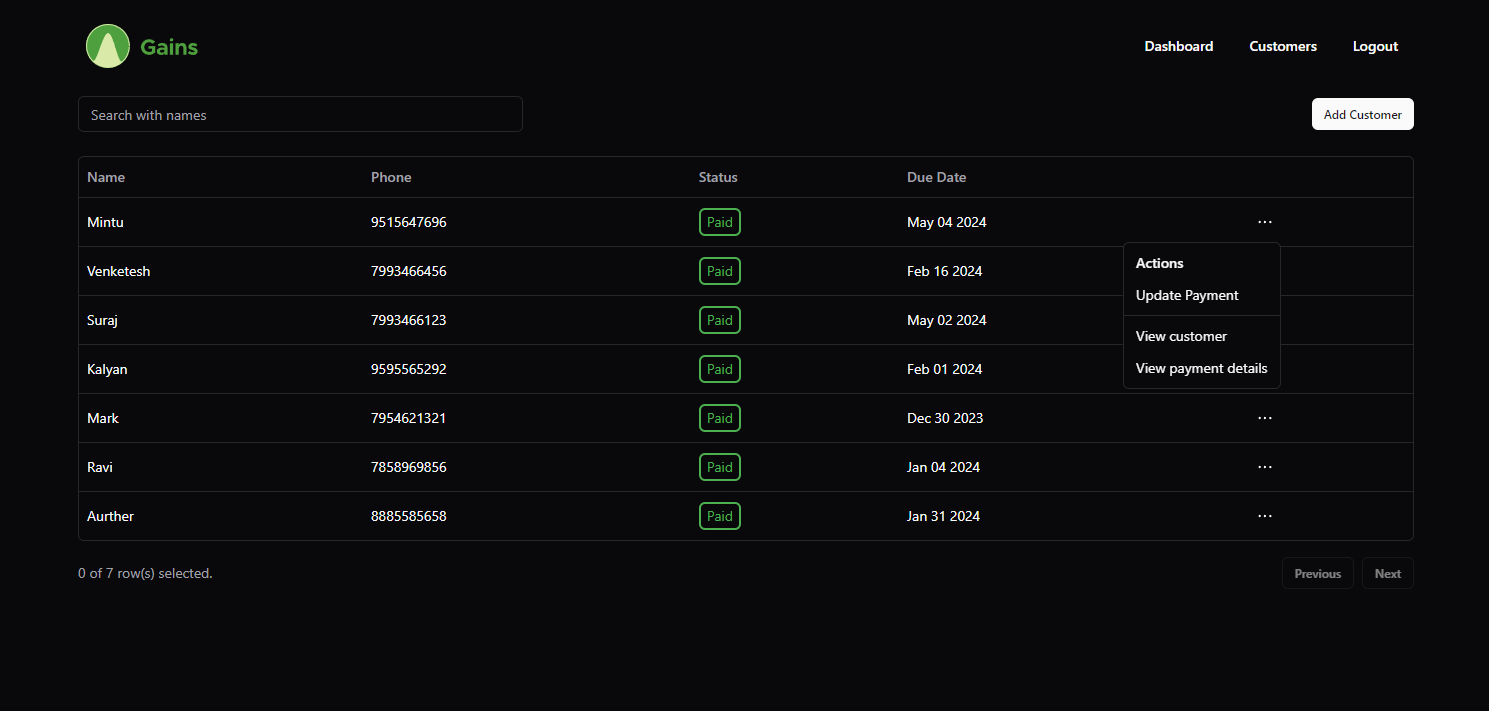 Gains
Dashboard Customers Logout
Search with names
Add Customer
Name Phone Status Due Date
Mintu 9515647696 Paid May 04 2024 ...
Venketesh 7993466456 Paid Feb 16 2024
Suraj 7993466123 Paid May 02 2024
Kalyan 9595565292 Paid Feb 01 2024
Actions
Update Payment
View customer
View payment details
Mark 7954621321 Paid Dec 30 2023 ...
Ravi 7858969856 Paid Jan 04 2024 ...
Aurther 8885585658 Paid Jan 31 2024 ...
0 of 7 row(s) selected.
Previous Next